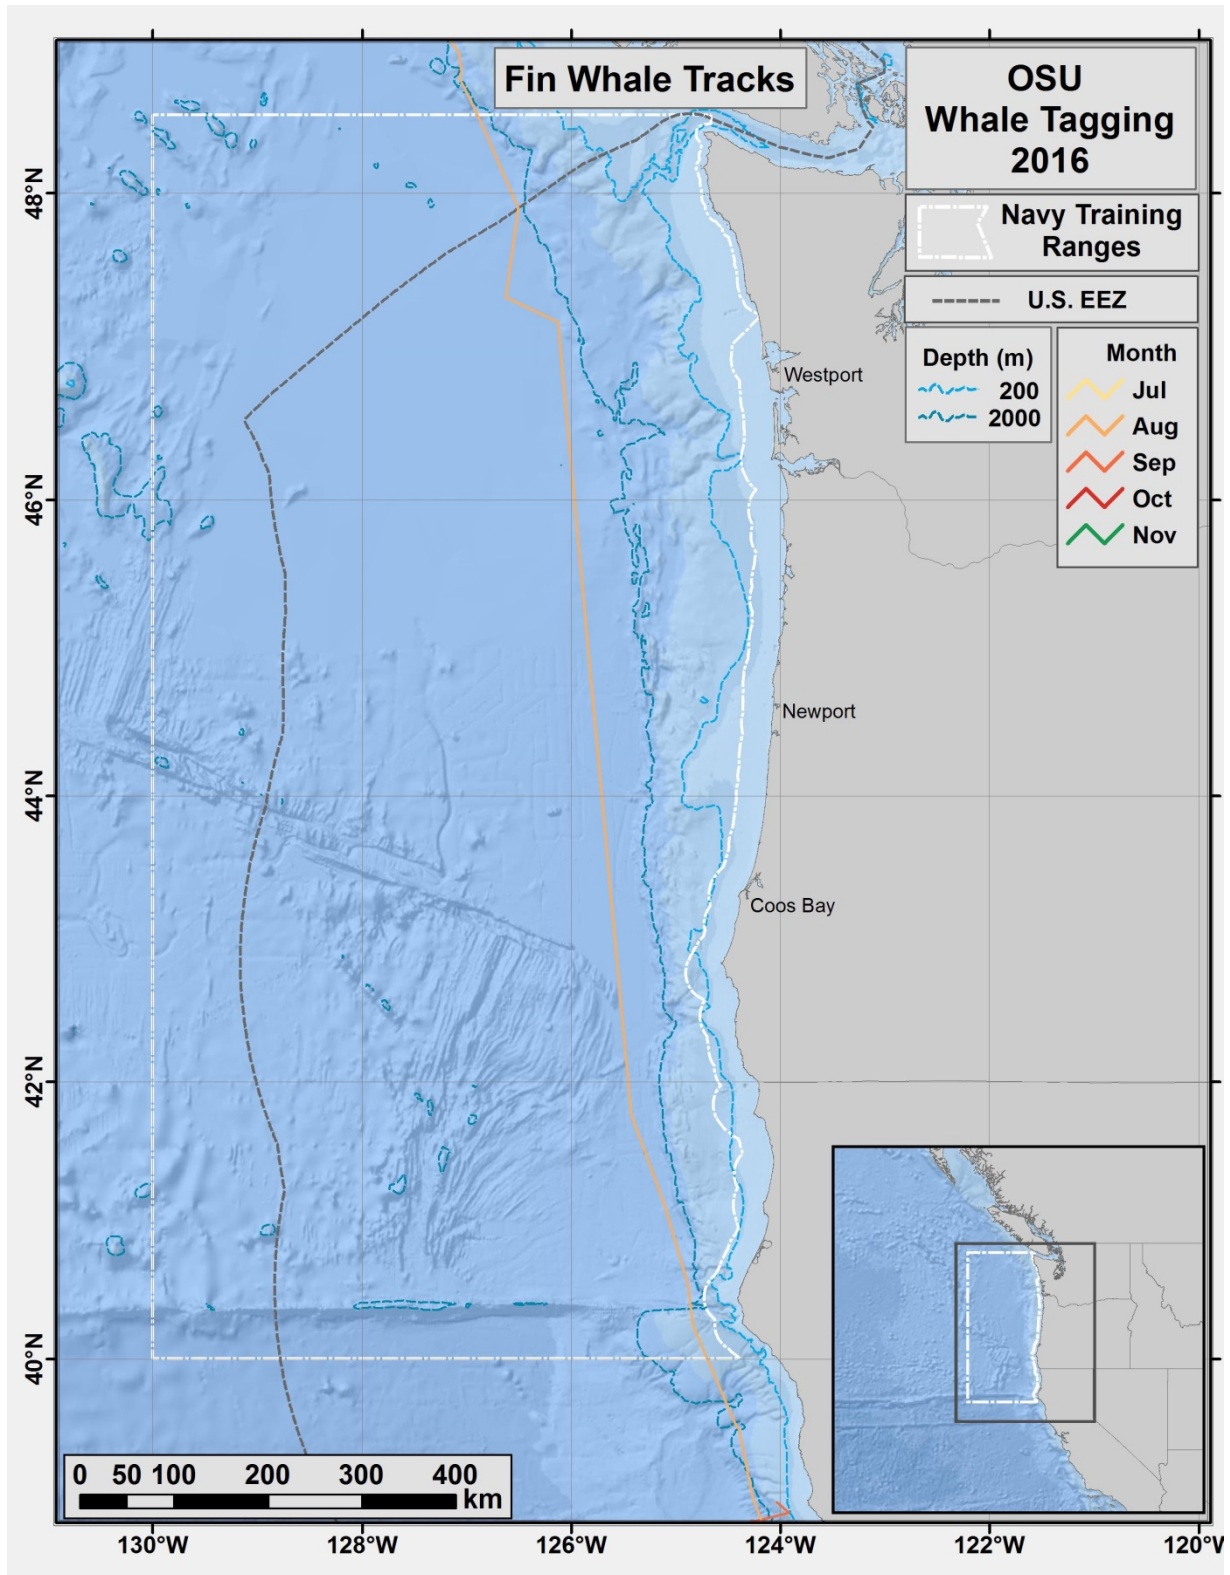 Fin Whale Tracks
OSU
Whale Tagging
2016
Navy Training
Ranges
U.S. EEZ
Depth (m)
200
2000
Month
Jul
Aug
Sep
Oct
Nov
Westport
Newport
Coos Bay
48°N
46°N
44°N
42°N
40°N
0 50 100 200 300 400
km
130°W 128°W 126°W 124°W 122°W 120°W